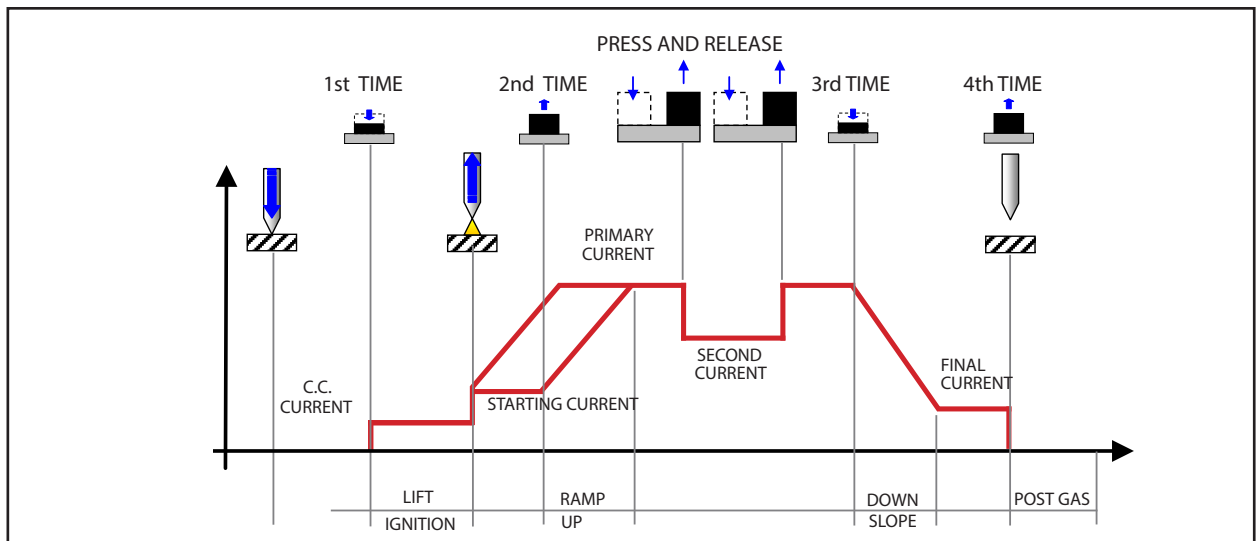 PRESS AND RELEASE
1st TIME
2nd TIME
3rd TIME
4th TIME
PRIMARY
CURRENT
SECOND
CURRENT
FINAL
CURRENT
C.C.
CURRENT
STARTING CURRENT
LIFT
IGNITION
RAMP
UP
DOWN
SLOPE
POST GAS